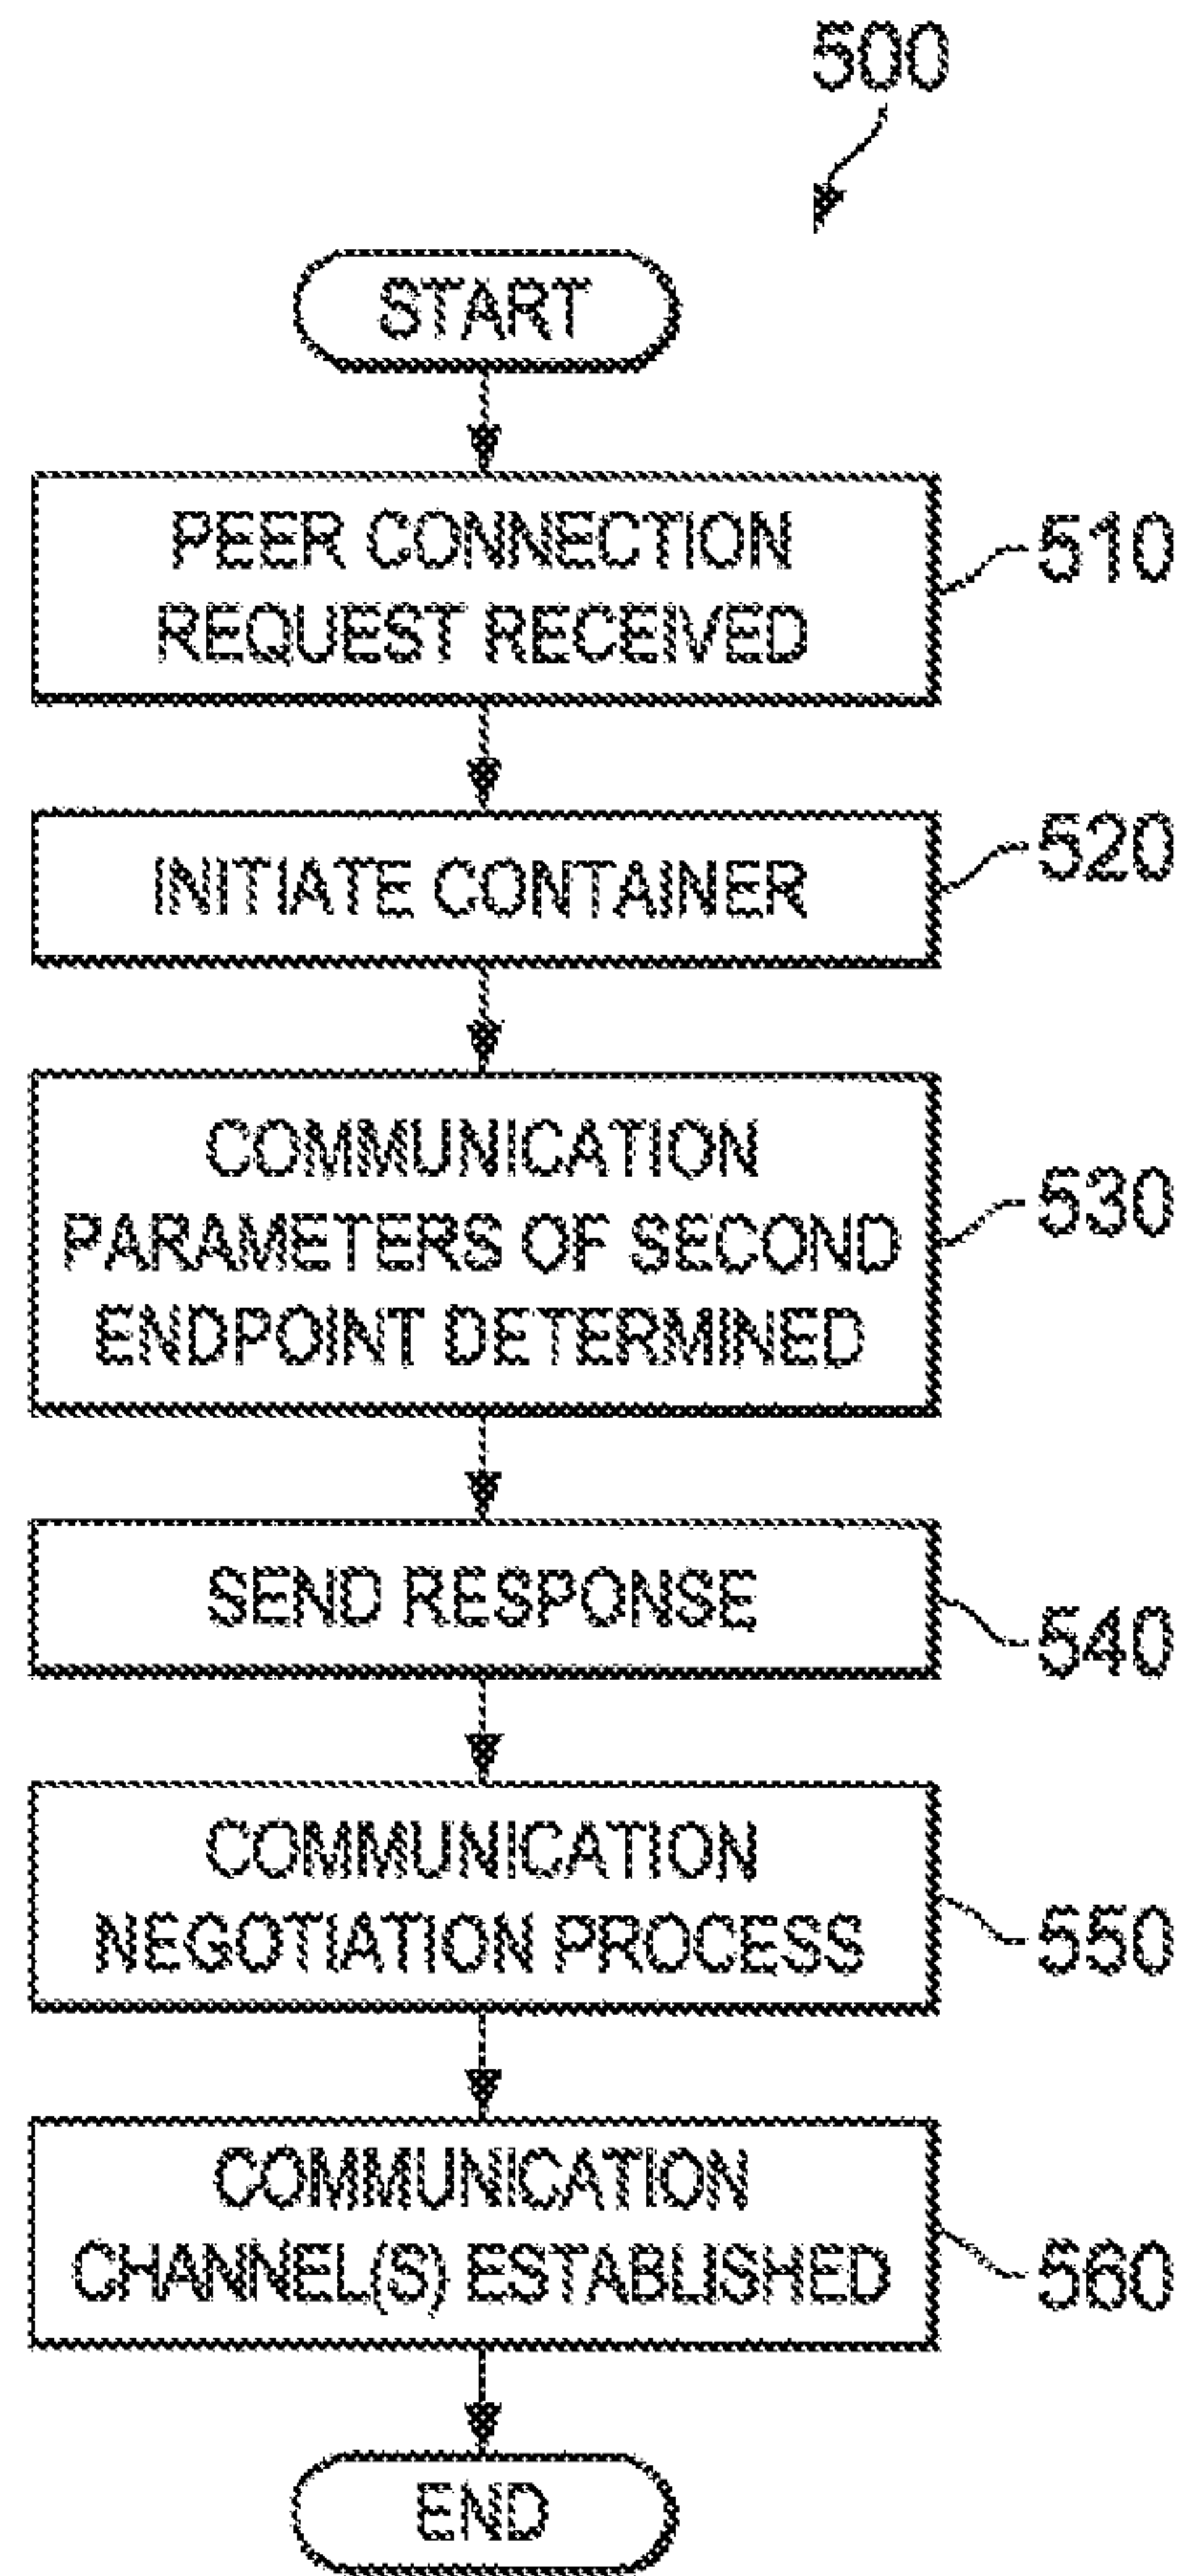 500
START
PEER CONNECTION
REQUEST RECEIVED
510
INITIATE CONTAINER
520
COMMUNICATION
PARAMETERS OF SECOND
ENDPOINT DETERMINED
530
SEND RESPONSE
540
COMMUNICATION
NEGOTIATION PROCESS
550
COMMUNICATION
CHANNEL(S) ESTABLISHED
560
END